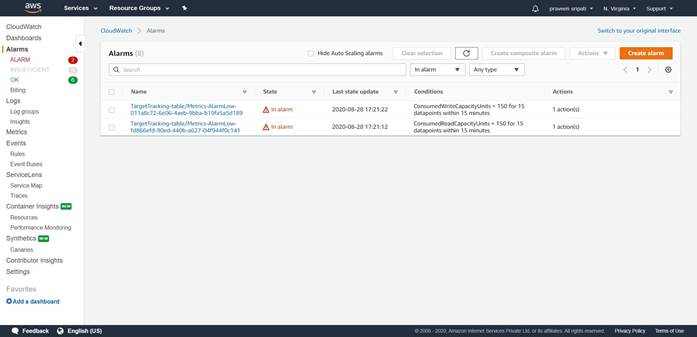 aws
Services
Resource Groups
praveen sripati
N. Virginia
Support
CloudWatch
Dashboards
Alarms
ALARM 2
INSUFFICIENT
OK 6
Billing
Logs
Log groups
Insights
Metrics
Events
Rules
Event Buses
ServiceLens
Service Map
Traces
Container Insights NEW
Resources
Performance Monitoring
Synthetics NEW
Canaries
Contributor Insights
Settings
Favorites
Add a dashboard
CloudWatch > Alarms
Switch to your original interface
Alarms
Hide Auto Scaling alarms
Clear selection
Create composite alarm
Actions
Create alarm
Search
In alarm
Any type
1
Name State Last state update Conditions Actions
TargetTracking-table/Metrics-AlarmLow-
011a8c72-6e06-4aeb-9bba-b19fa5a5d189
In alarm
2020-08-28 17:21:22
ConsumedWriteCapacityUnits < 150 for 15
datapoints within 15 minutes
1 action(s)
TargetTracking-table/Metrics-AlarmLow-
fd866efd-90ed-440b-a627-04f944f0c141
In alarm
2020-08-28 17:21:12
ConsumedReadCapacityUnits < 150 for 15
datapoints within 15 minutes
1 action(s)
Feedback
English (US)
© 2008 - 2020, Amazon Internet Services Private Ltd. or its affiliates. All rights reserved.
Privacy Policy
Terms of Use